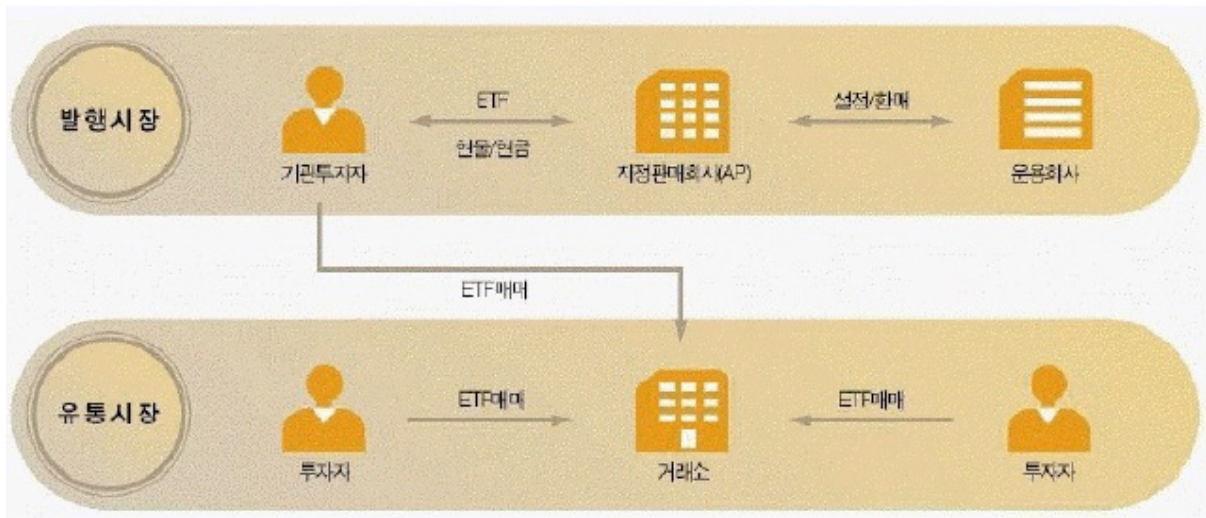 발행시장
ETF
현물/현금
설정/환매
기관투자자
지정판매회사(AP)
운용회사
ETF매매
유통시장
ETF매매
ETF매매
투자자
거래소
투자자